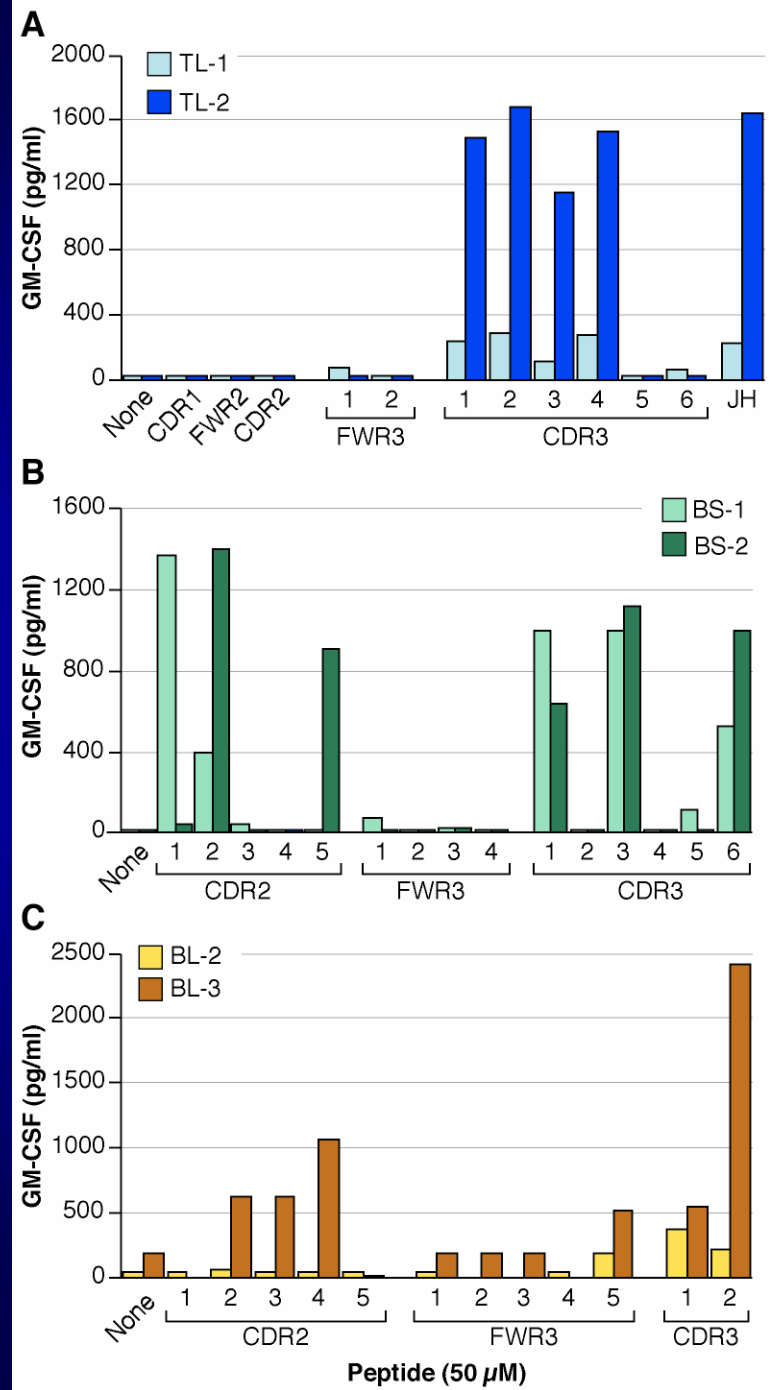 A
2000
1600
1200
800
400
0
GM-CSF (pg/ml)
TL-1
TL-2
None CDR1 FWR2 CDR2 1 2 1 2 3 4 5 6 JH
FWR3 CDR3
B
1600
1200
800
400
0
GM-CSF (pg/ml)
BS-1
BS-2
None 1 2 3 4 5 1 2 3 4 1 2 3 4 5 6
CDR2 FWR3 CDR3
C
2500
2000
1500
1000
500
0
GM-CSF (pg/ml)
BL-2
BL-3
None 1 2 3 4 5 1 2 3 4 5 1 2
CDR2 FWR3 CDR3
Peptide (50 µM)